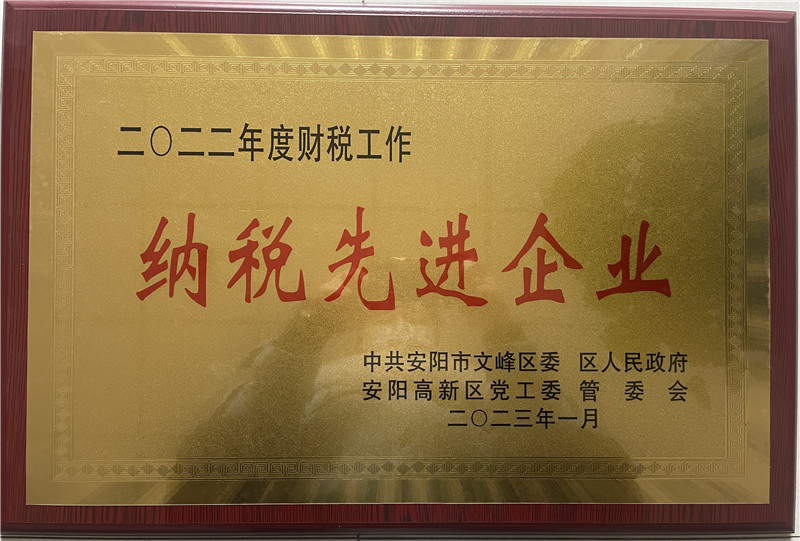 二〇二二年度财税工作
纳税先进企业
中共安阳市文峰区委 区人民政府
安阳高新区党工委 管委会
二〇二三年一月